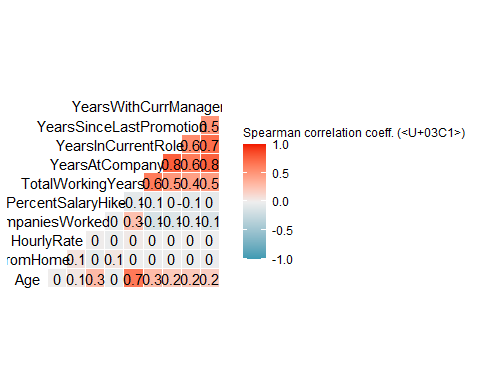 YearsWithCurrManager
YearsSinceLastPromotion 0.5
YearsInCurrentRole 0.6 0.7
YearsAtCompany 0.8 0.6 0.8
TotalWorkingYears 0.6 0.5 0.4 0.5
PercentSalaryHike -0.1 -0.1 0 -0.1 0
mpaniesWorked 0 0.3 -0.1 -0.1 -0.1 -0.1
HourlyRate 0 0 0 0 0 0 0
romHome 0.1 0 0.1 0 0 0 0 0
Age 0 0.1 0.3 0 0.7 0.3 0.2 0.2 0.2
Spearman correlation coeff. (<U+03C1>)
1.0
0.5
0.0
-0.5
-1.0